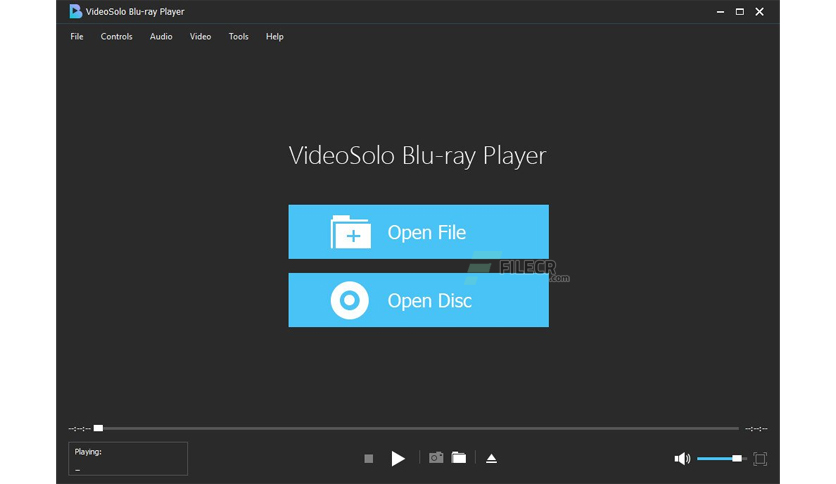 VideoSolo Blu-ray Player
File Controls Audio Video Tools Help
VideoSolo Blu-ray Player
Open File
FILECR
.com
Open Disc
--:--:-- --:--:--
Playing:
_